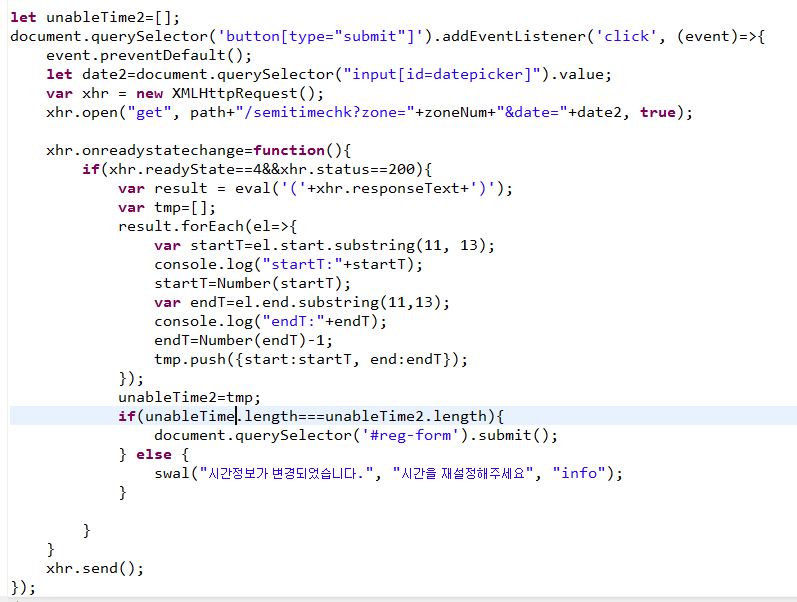 let unableTime2=[];
document.querySelector('button[type="submit"]').addEventListener('click', (event)=>{
    event.preventDefault();
    let date2=document.querySelector("input[id=datepicker]").value;
    var xhr = new XMLHttpRequest();
    xhr.open("get", path+"/semitimechk?zone="+zoneNum+"&date="+date2, true);

    xhr.onreadystatechange=function(){
        if(xhr.readyState==4&&xhr.status==200){
            var result = eval('('+xhr.responseText+')');
            var tmp=[];
            result.forEach(el=>{
                var startT=el.start.substring(11, 13);
                console.log("startT:"+startT);
                startT=Number(startT);
                var endT=el.end.substring(11,13);
                console.log("endT:"+endT);
                endT=Number(endT)-1;
                tmp.push({start:startT, end:endT});
            });
            unableTime2=tmp;
            if(unableTime.length===unableTime2.length){
                document.querySelector('#reg-form').submit();
            } else {
                swal("시간정보가 변경되었습니다.", "시간을 재설정해주세요", "info");
            }

        }
    }
    xhr.send();
});